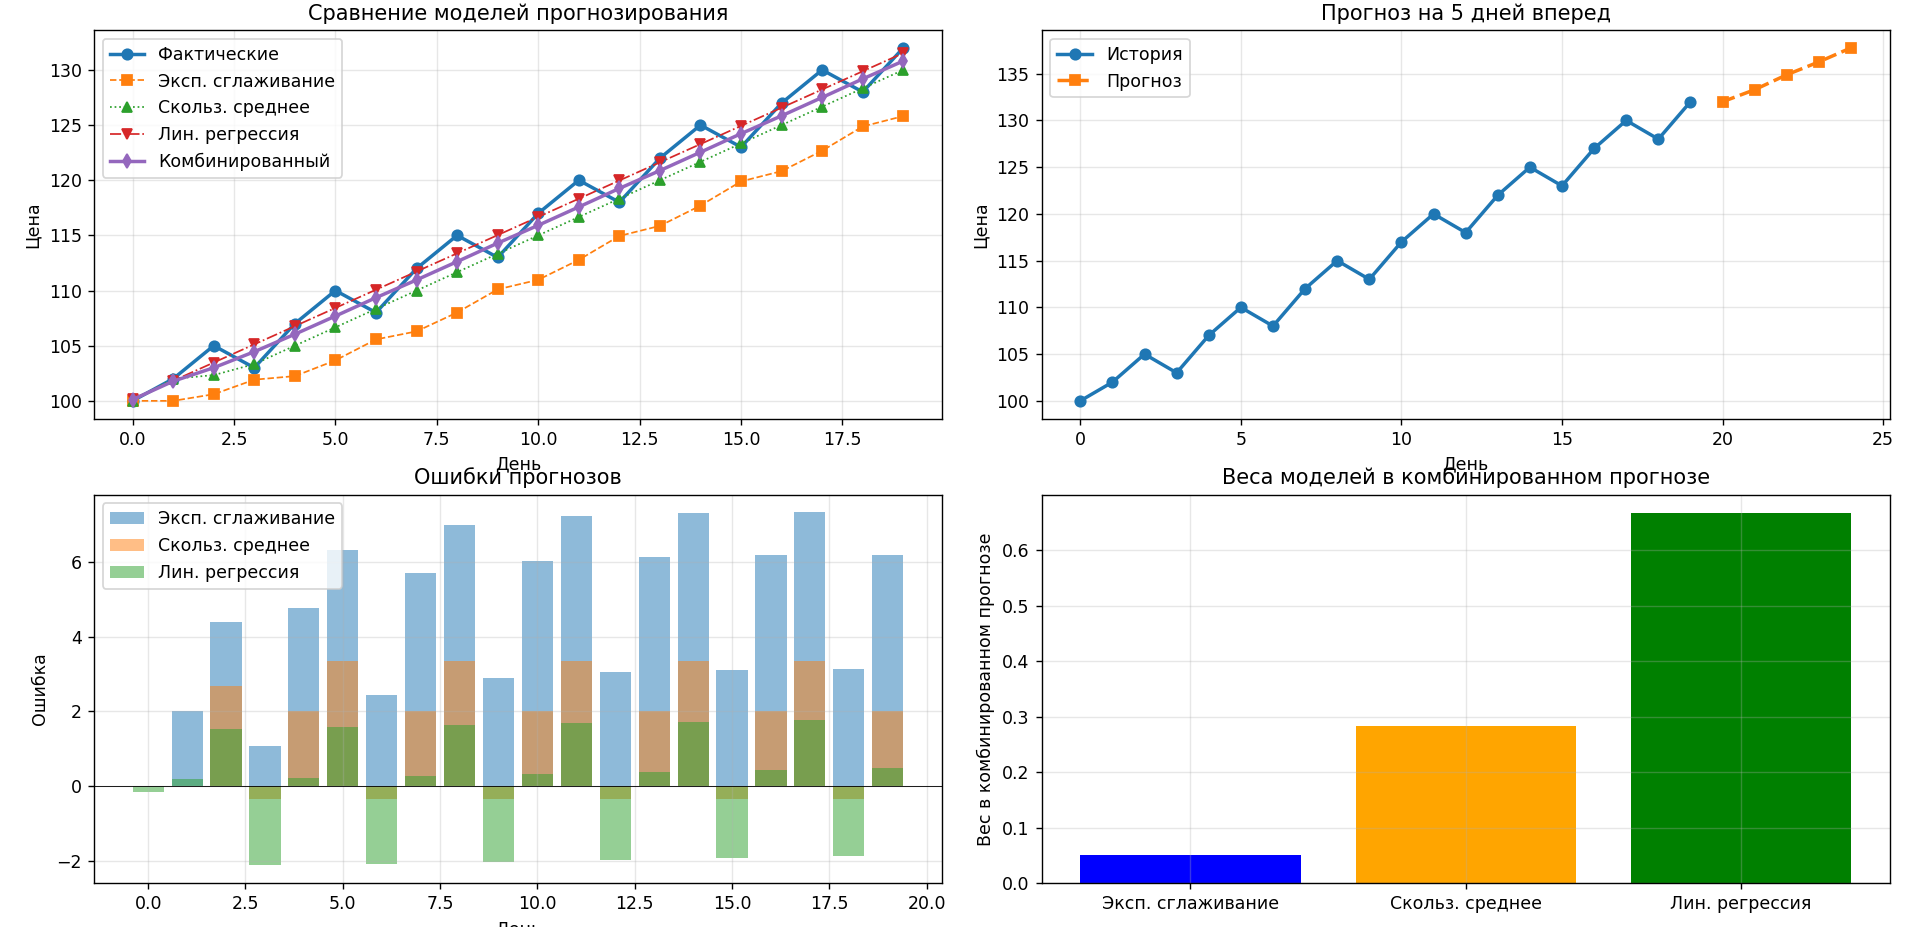 Сравнение моделей прогнозирования
Фактические
Эксп. сглаживание
Скольз. среднее
Лин. регрессия
Комбинированный
Цена
130
125
120
115
110
105
100
0.0 2.5 5.0 7.5 10.0 12.5 15.0 17.5
День
Прогноз на 5 дней вперед
История
Прогноз
Цена
135
130
125
120
115
110
105
100
0 5 10 15 20 25
День
Ошибки прогнозов
Эксп. сглаживание
Скольз. среднее
Лин. регрессия
Ошибка
6
4
2
0
−2
0.0 2.5 5.0 7.5 10.0 12.5 15.0 17.5 20.0
День
Веса моделей в комбинированном прогнозе
Вес в комбинированном прогнозе
0.6
0.5
0.4
0.3
0.2
0.1
0.0
Эксп. сглаживание Скольз. среднее Лин. регрессия